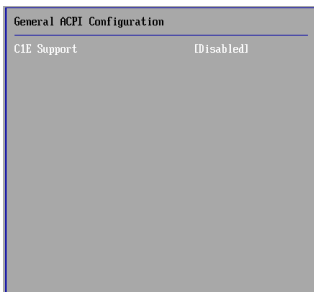 General ACPI Configuration
C1E Support [Disabled]